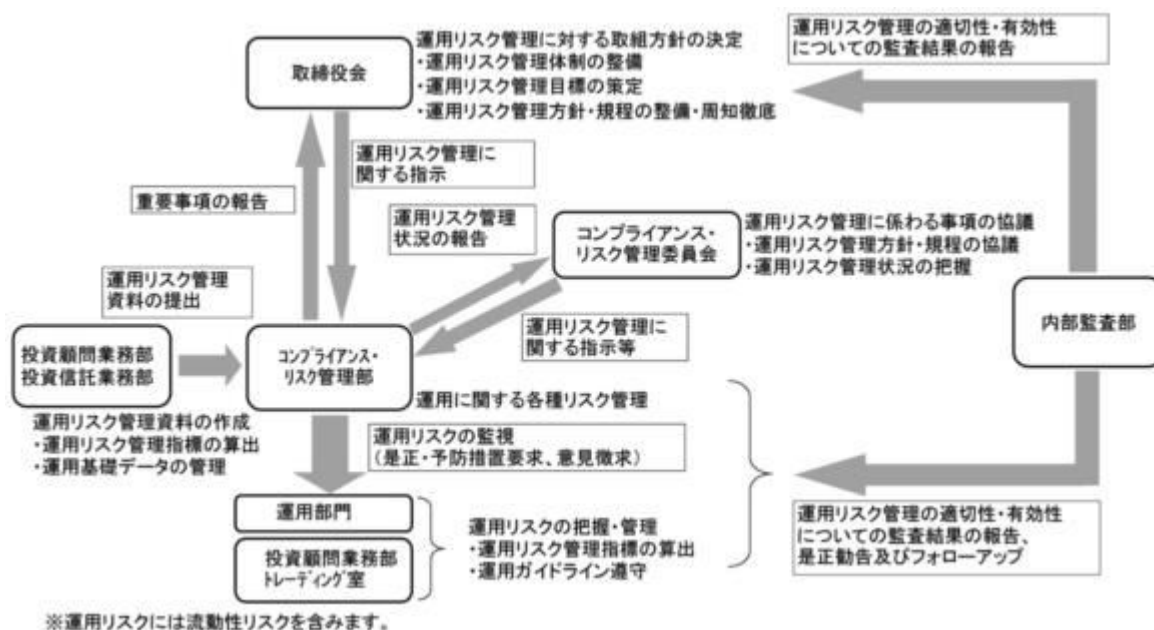 運用リスク管理に対する取組方針の決定
・運用リスク管理体制の整備
・運用リスク管理目標の策定
・運用リスク管理方針・規程の整備・周知徹底
取締役会
運用リスク管理の適切性・有効性
についての監査結果の報告
運用リスク管理に
関する指示
重要事項の報告
運用リスク管理
状況の報告
コンプライアンス・
リスク管理委員会
運用リスク管理に係わる事項の協議
・運用リスク管理方針・規程の協議
・運用リスク管理状況の把握
運用リスク管理
資料の提出
内部監査部
運用リスク管理に
関する指示等
投資顧問業務部
投資信託業務部
コンプライアンス・
リスク管理部
運用に関する各種リスク管理
運用リスク管理資料の作成
・運用リスク管理指標の算出
・運用基礎データの管理
運用リスクの監視
（是正・予防措置要求、意見徴求）
運用部門
投資顧問業務部
トレーディング室
運用リスクの把握・管理
・運用リスク管理指標の算出
・運用ガイドライン遵守
運用リスク管理の適切性・有効性
についての監査結果の報告、
是正勧告及びフォローアップ
※運用リスクには流動性リスクを含みます。